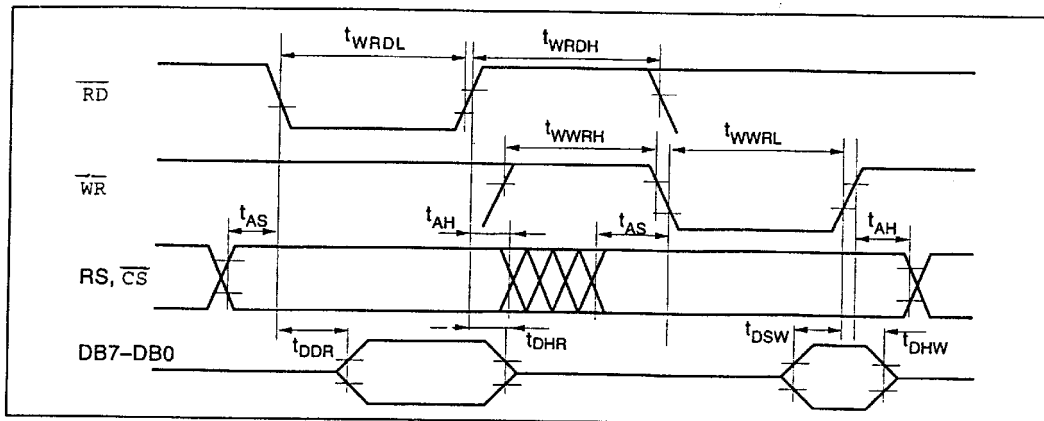 tWRDL tWRDH
RD
tWWRH tWWRL
WR
tAS tAH tAS tAH
RS, CS
tDDR tDHR tDSW tDHW
DB7–DB0